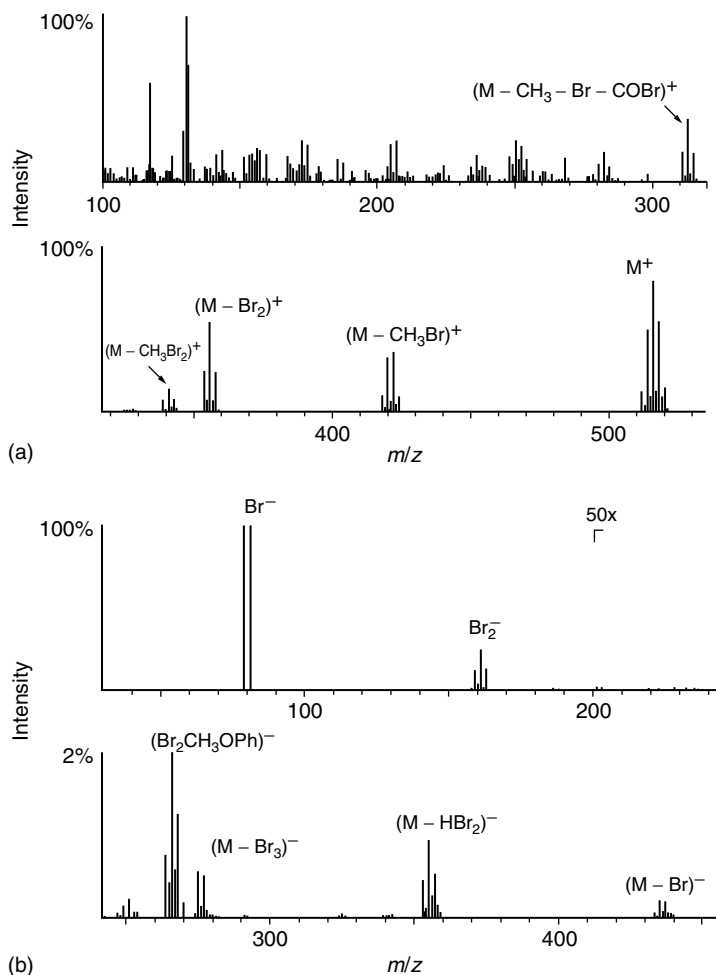 100%
(M – CH₃ – Br – COBr)⁺
Intensity
100 200 300
100%
M⁺
(M – Br₂)⁺
(M – CH₃Br)⁺
(M – CH₃Br₂)⁺
400 500
(a)
m/z
Br⁻
50x
100%
Br₂⁻
Intensity
100 200
(Br₂CH₃OPh)⁻
2%
(M – HBr₂)⁻
(M – Br₃)⁻
(M – Br)⁻
300 400
(b)
m/z